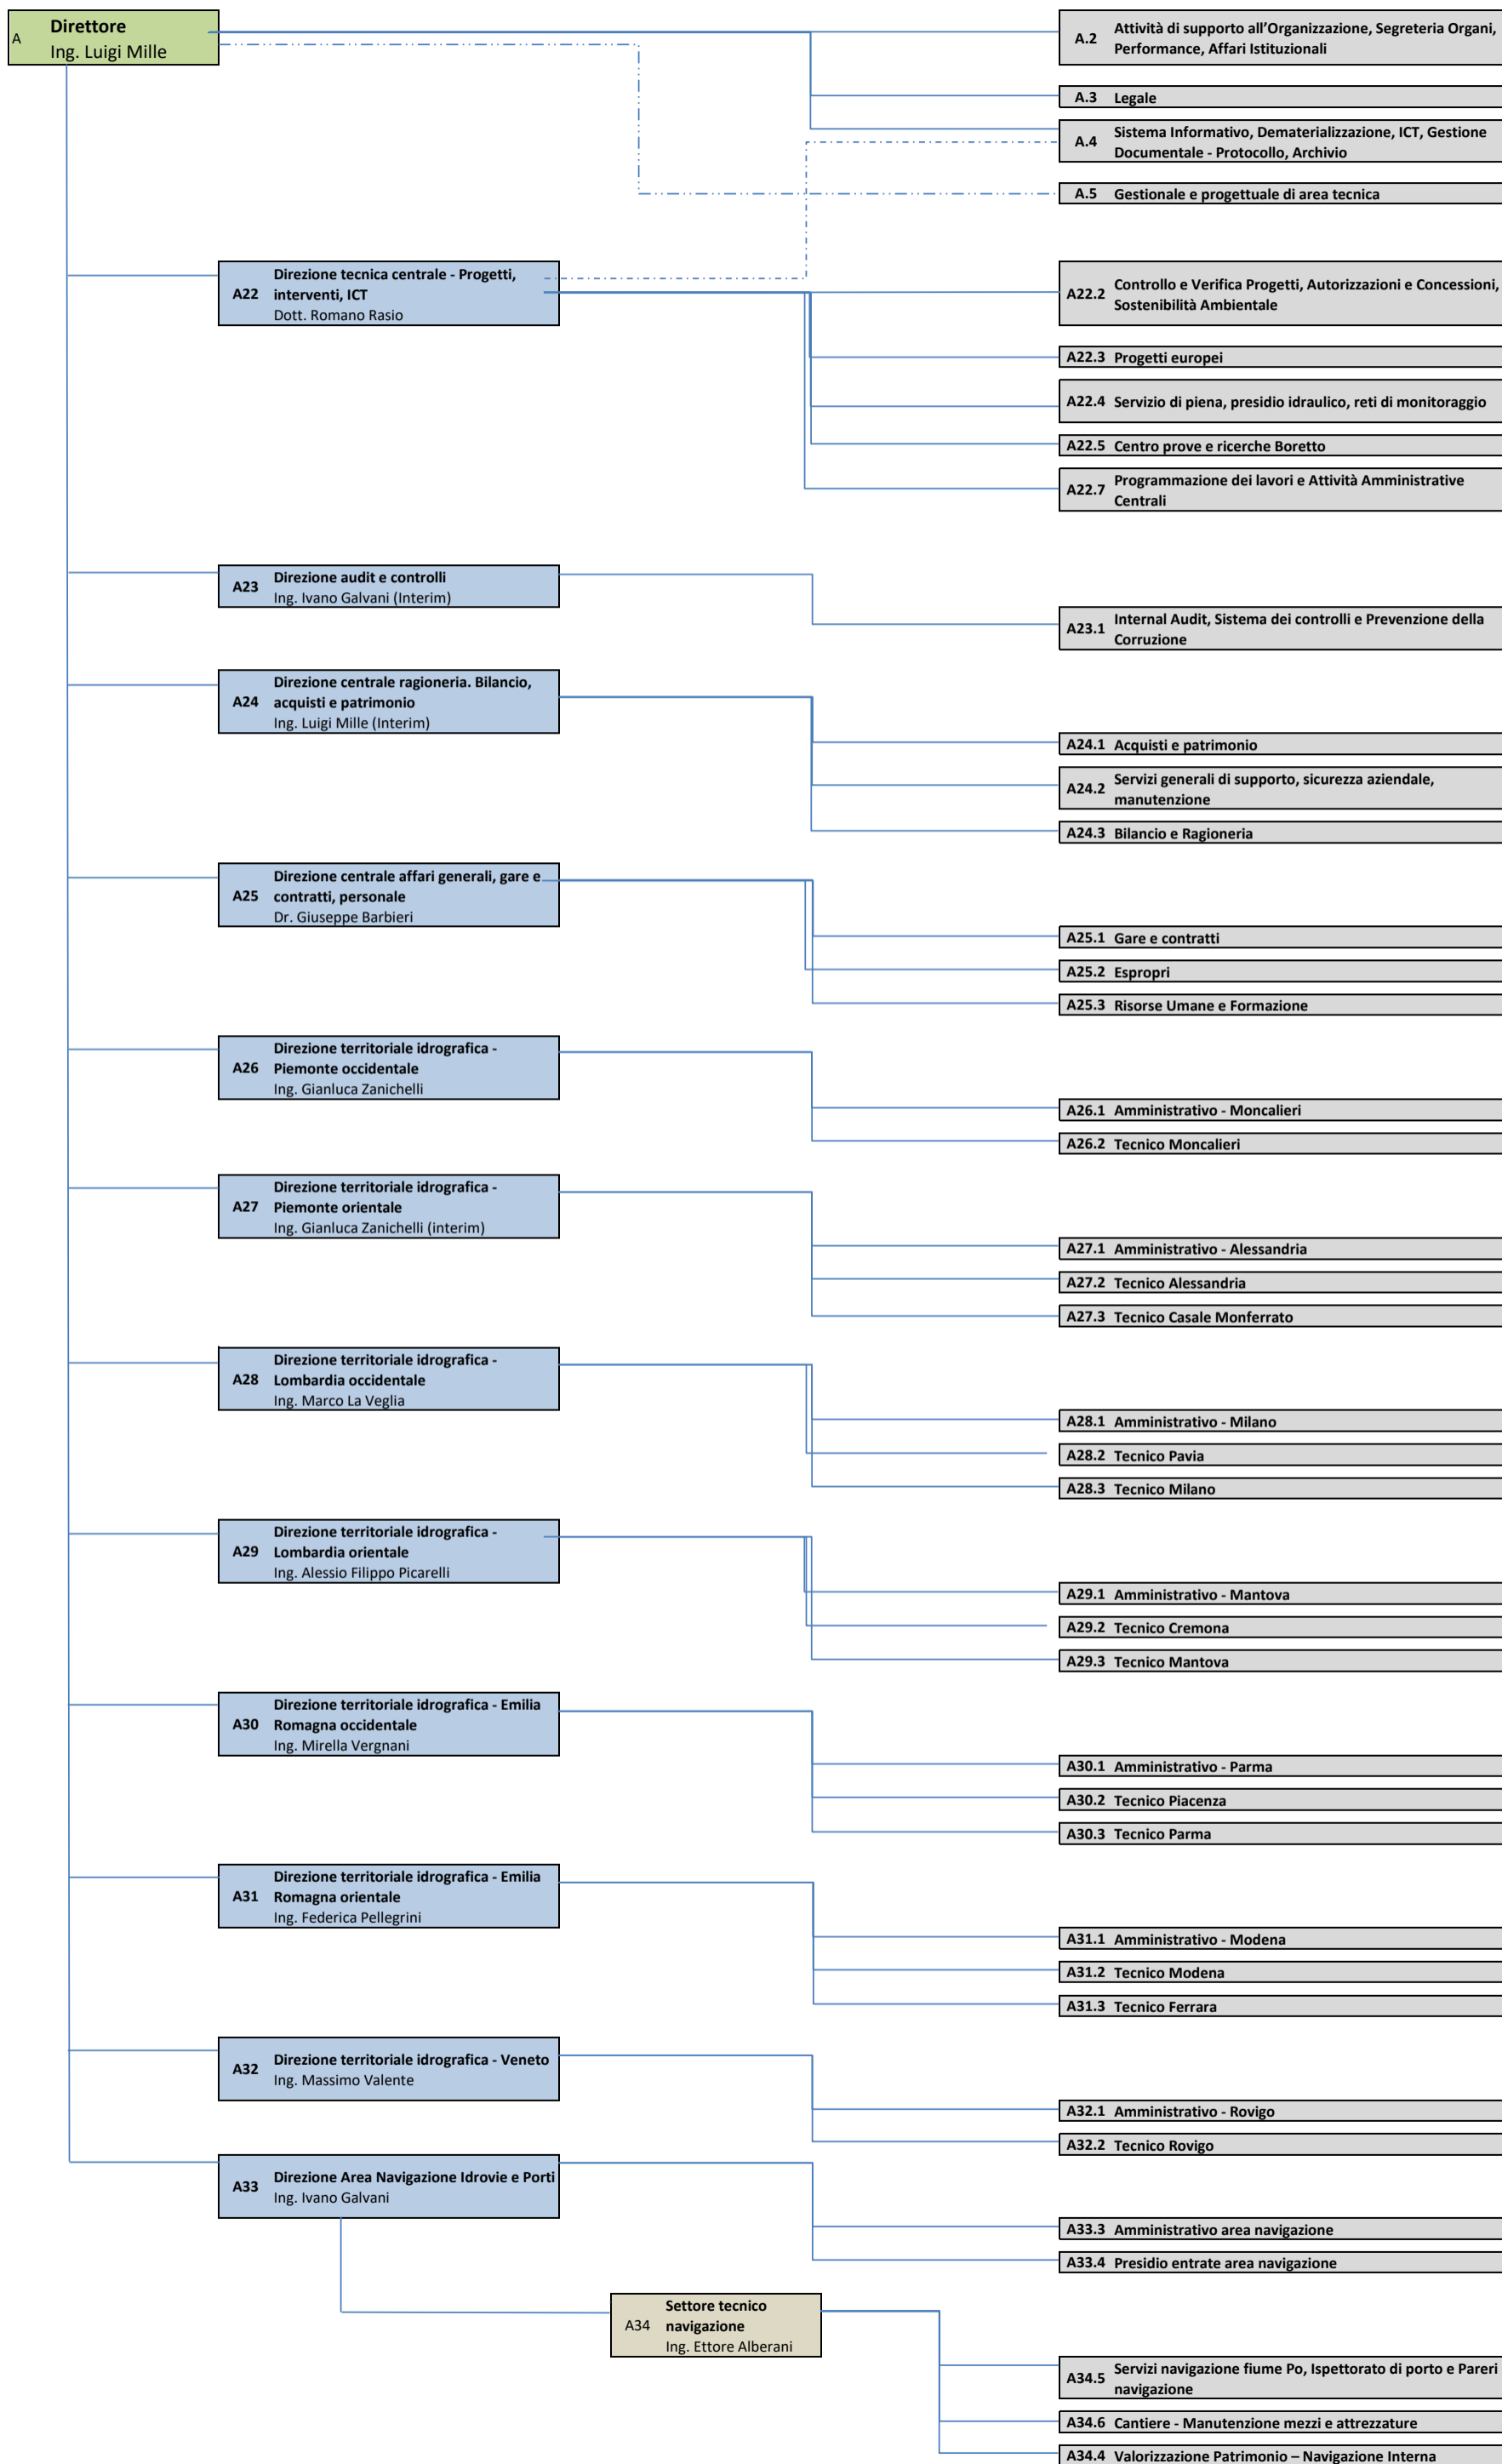 A
Direttore
Ing. Luigi Mille
A.2
Attività di supporto all’Organizzazione, Segreteria Organi,
Performance, Affari Istituzionali
A.3 Legale
A.4
Sistema Informativo, Dematerializzazione, ICT, Gestione
Documentale - Protocollo, Archivio
A.5 Gestionale e progettuale di area tecnica
A22
Direzione tecnica centrale - Progetti,
interventi, ICT
Dott. Romano Rasio
A22.2
Controllo e Verifica Progetti, Autorizzazioni e Concessioni,
Sostenibilità Ambientale
A22.3 Progetti europei
A22.4 Servizio di piena, presidio idraulico, reti di monitoraggio
A22.5 Centro prove e ricerche Boretto
A22.7
Programmazione dei lavori e Attività Amministrative
Centrali
A23
Direzione audit e controlli
Ing. Ivano Galvani (Interim)
A23.1
Internal Audit, Sistema dei controlli e Prevenzione della
Corruzione
A24
Direzione centrale ragioneria. Bilancio,
acquisti e patrimonio
Ing. Luigi Mille (Interim)
A24.1 Acquisti e patrimonio
A24.2
Servizi generali di supporto, sicurezza aziendale,
manutenzione
A24.3 Bilancio e Ragioneria
A25
Direzione centrale affari generali, gare e
contratti, personale
Dr. Giuseppe Barbieri
A25.1 Gare e contratti
A25.2 Espropri
A25.3 Risorse Umane e Formazione
A26
Direzione territoriale idrografica -
Piemonte occidentale
Ing. Gianluca Zanichelli
A26.1 Amministrativo - Moncalieri
A26.2 Tecnico Moncalieri
A27
Direzione territoriale idrografica -
Piemonte orientale
Ing. Gianluca Zanichelli (interim)
A27.1 Amministrativo - Alessandria
A27.2 Tecnico Alessandria
A27.3 Tecnico Casale Monferrato
A28
Direzione territoriale idrografica -
Lombardia occidentale
Ing. Marco La Veglia
A28.1 Amministrativo - Milano
A28.2 Tecnico Pavia
A28.3 Tecnico Milano
A29
Direzione territoriale idrografica -
Lombardia orientale
Ing. Alessio Filippo Picarelli
A29.1 Amministrativo - Mantova
A29.2 Tecnico Cremona
A29.3 Tecnico Mantova
A30
Direzione territoriale idrografica - Emilia
Romagna occidentale
Ing. Mirella Vergnani
A30.1 Amministrativo - Parma
A30.2 Tecnico Piacenza
A30.3 Tecnico Parma
A31
Direzione territoriale idrografica - Emilia
Romagna orientale
Ing. Federica Pellegrini
A31.1 Amministrativo - Modena
A31.2 Tecnico Modena
A31.3 Tecnico Ferrara
A32
Direzione territoriale idrografica - Veneto
Ing. Massimo Valente
A32.1 Amministrativo - Rovigo
A32.2 Tecnico Rovigo
A33
Direzione Area Navigazione Idrovie e Porti
Ing. Ivano Galvani
A33.3 Amministrativo area navigazione
A33.4 Presidio entrate area navigazione
A34
Settore tecnico
navigazione
Ing. Ettore Alberani
A34.5
Servizi navigazione fiume Po, Ispettorato di porto e Pareri
navigazione
A34.6 Cantiere - Manutenzione mezzi e attrezzature
A34.4 Valorizzazione Patrimonio – Navigazione Interna